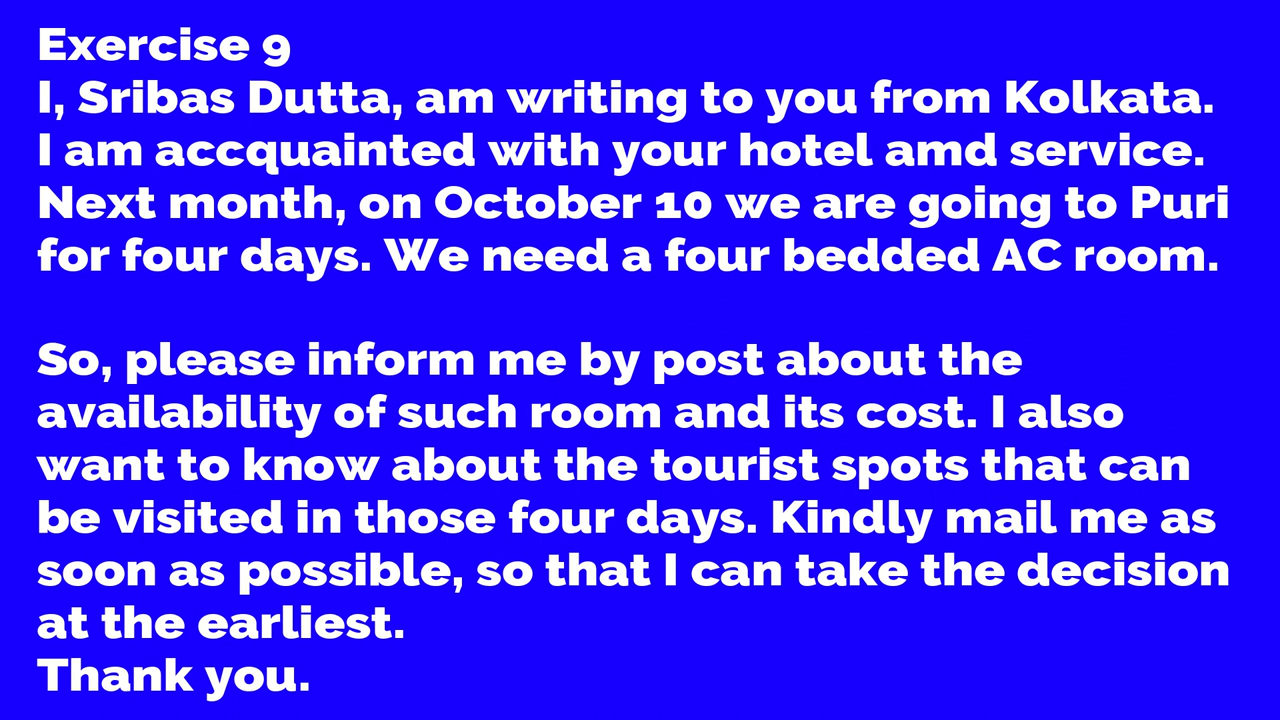 Exercise 9
I, Sribas Dutta, am writing to you from Kolkata.
I am accquainted with your hotel amd service.
Next month, on October 10 we are going to Puri
for four days. We need a four bedded AC room.
So, please inform me by post about the
availability of such room and its cost. I also
want to know about the tourist spots that can
be visited in those four days. Kindly mail me as
soon as possible, so that I can take the decision
at the earliest.
Thank you.